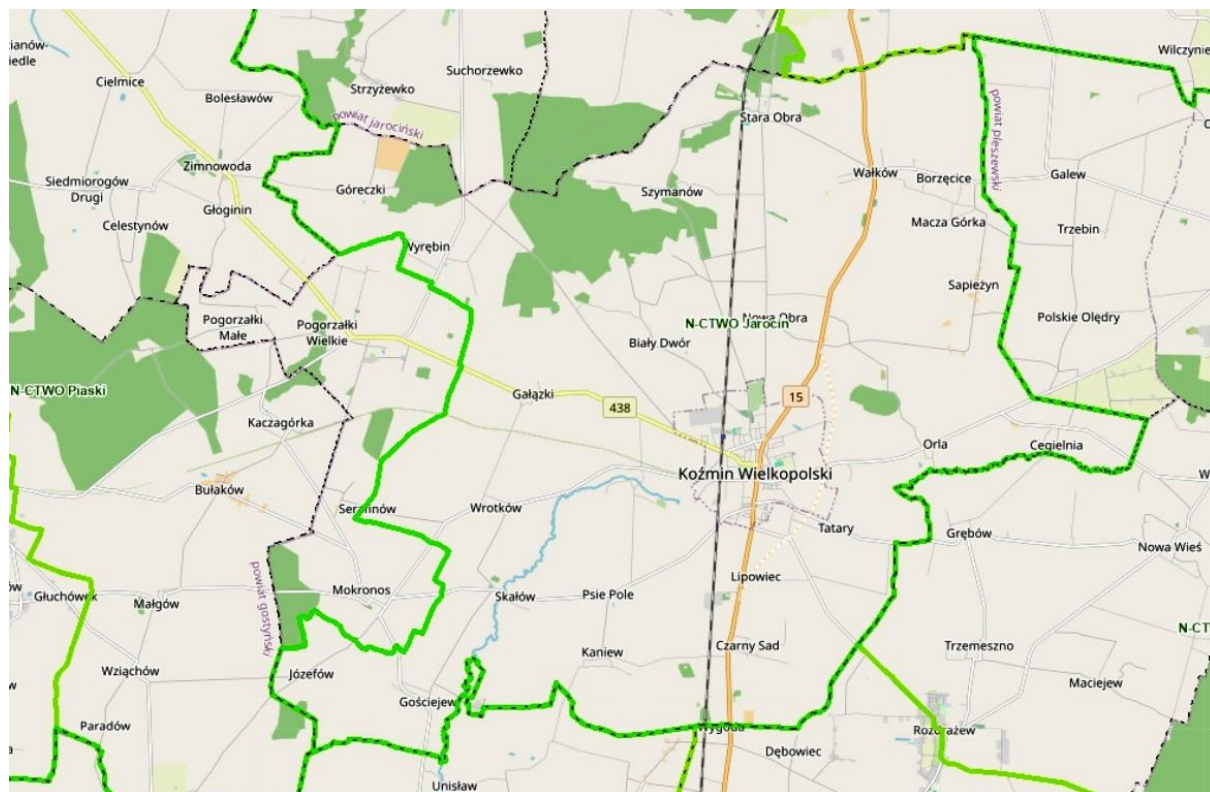 Wilczynie
Suchorzewko
Cielmice
Strzyżewko
Bolesławów
powiat jarociński
Stara Obra
powiat pleszewski
Zimnowoda
Siedmiorogów
Drugi
Góreczki
Szymanów
Wałków
Borzęcice
Galew
Głoginin
Celestynów
Macza Górka
Trzebin
Wyrębin
Sapieżyn
Pogorzałki
Małe
Pogorzałki
Wielkie
Nowa Obra
N-CTWO Jarocin
Polskie Olędry
Biały Dwór
N-CTWO Piaski
Gałązki
438
15
Kaczagórka
Orla
Cegielnia
Koźmin Wielkopolski
Bułaków
Serafinów
Wrotków
Tatary
Grębów
Nowa Wieś
powiat gostyński
Lipowiec
Głuchówek
Małgów
Mokronos
Skałów
Psie Pole
Wziąchów
Józefów
Kaniew
Czarny Sad
Trzemeszno
Maciejew
Gościejew
Paradów
Wygoda
Rozdrażew
Dębowiec
Unisław